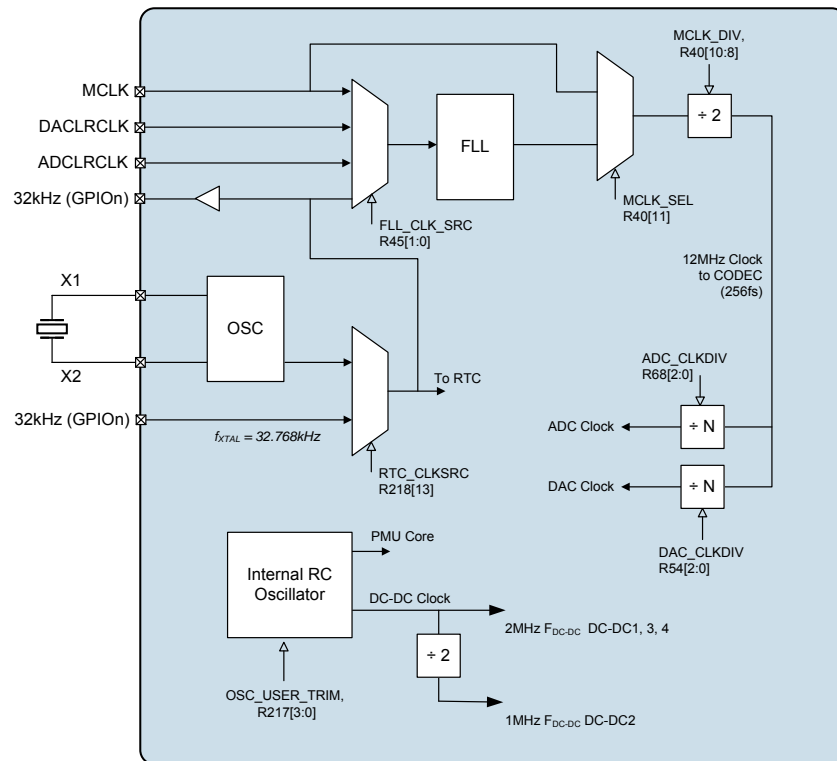 MCLK_DIV,
R40[10:8]
MCLK
÷ 2
DACLRCLK
FLL
ADCLRCLK
32kHz (GPIOn)
MCLK_SEL
R40[11]
FLL_CLK_SRC
R45[1:0]
12MHz Clock
to CODEC
(256fs)
X1
OSC
X2
ADC_CLKDIV
R68[2:0]
To RTC
32kHz (GPIOn)
fXTAL = 32.768kHz
ADC Clock
÷ N
RTC_CLKSRC
R218[13]
DAC Clock
÷ N
PMU Core
DAC_CLKDIV
R54[2:0]
Internal RC
Oscillator
DC-DC Clock
2MHz FDC-DC DC-DC1, 3, 4
÷ 2
OSC_USER_TRIM,
R217[3:0]
1MHz FDC-DC DC-DC2